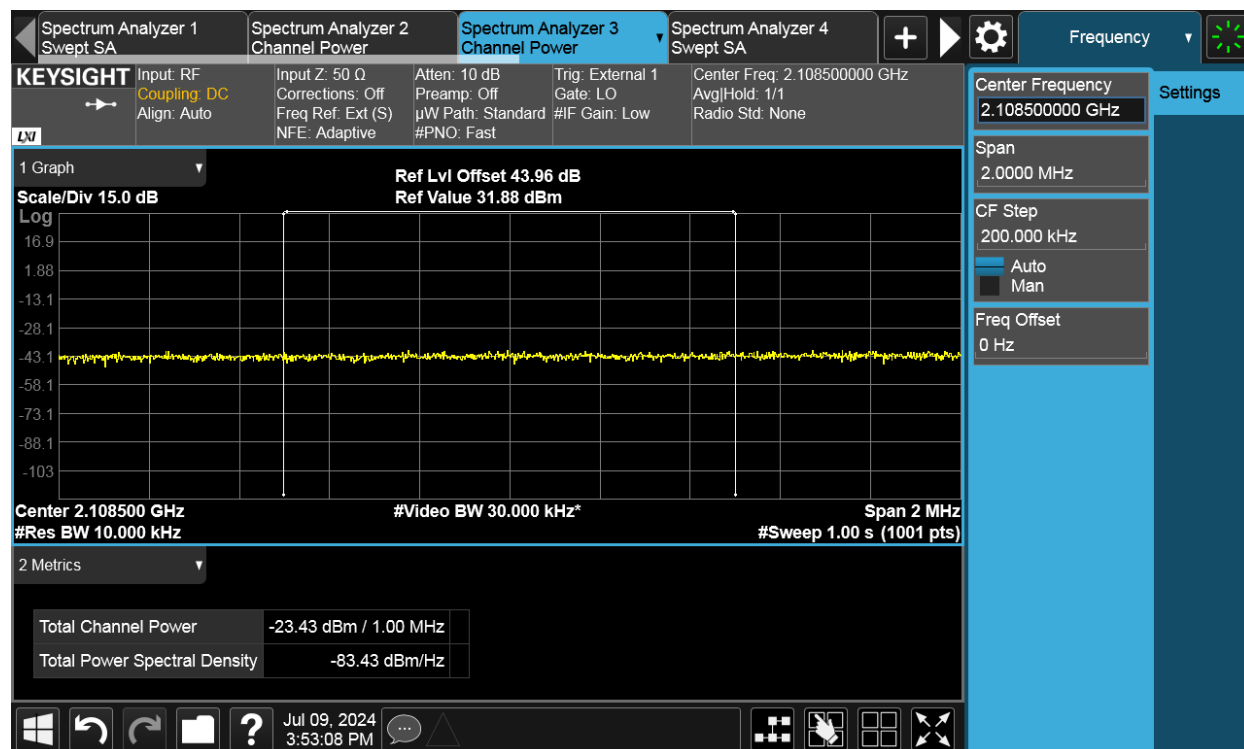 Spectrum Analyzer 1
Swept SA
Spectrum Analyzer 2
Channel Power
Spectrum Analyzer 3
Channel Power
Spectrum Analyzer 4
Swept SA
Frequency
KEYSIGHT
LXI
Input: RF
Coupling: DC
Align: Auto
Input Z: 50 Ω
Corrections: Off
Freq Ref: Ext (S)
NFE: Adaptive
Atten: 10 dB
Preamp: Off
µW Path: Standard
#PNO: Fast
Trig: External 1
Gate: LO
#IF Gain: Low
Center Freq: 2.108500000 GHz
Avg|Hold: 1/1
Radio Std: None
1 Graph
Scale/Div 15.0 dB
Ref Lvl Offset 43.96 dB
Ref Value 31.88 dBm
Log
16.9
1.88
-13.1
-28.1
-43.1
-58.1
-73.1
-88.1
-103
Center 2.108500 GHz
#Res BW 10.000 kHz
#Video BW 30.000 kHz*
Span 2 MHz
#Sweep 1.00 s (1001 pts)
2 Metrics
Total Channel Power -23.43 dBm / 1.00 MHz
Total Power Spectral Density -83.43 dBm/Hz
Jul 09, 2024
3:53:08 PM
Center Frequency
2.108500000 GHz
Settings
Span
2.0000 MHz
CF Step
200.000 kHz
Auto
Man
Freq Offset
0 Hz